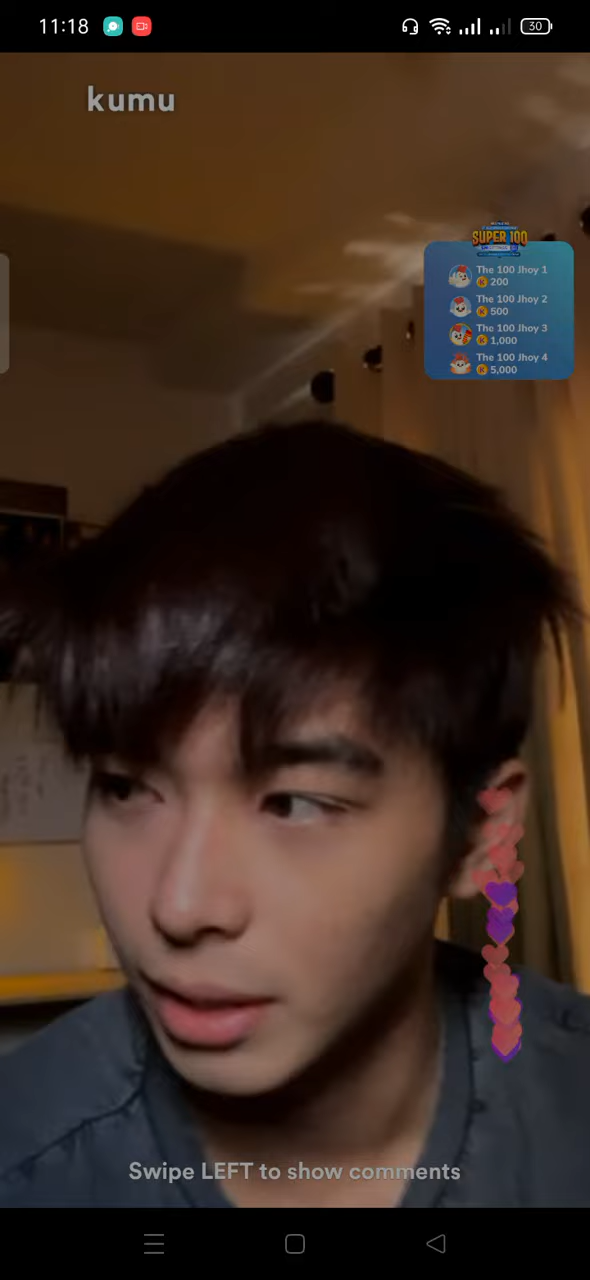 11:18
30
kumu
SUPER 100
The 100 Jhoy 1
200
The 100 Jhoy 2
500
The 100 Jhoy 3
1,000
The 100 Jhoy 4
5,000
Swipe LEFT to show comments